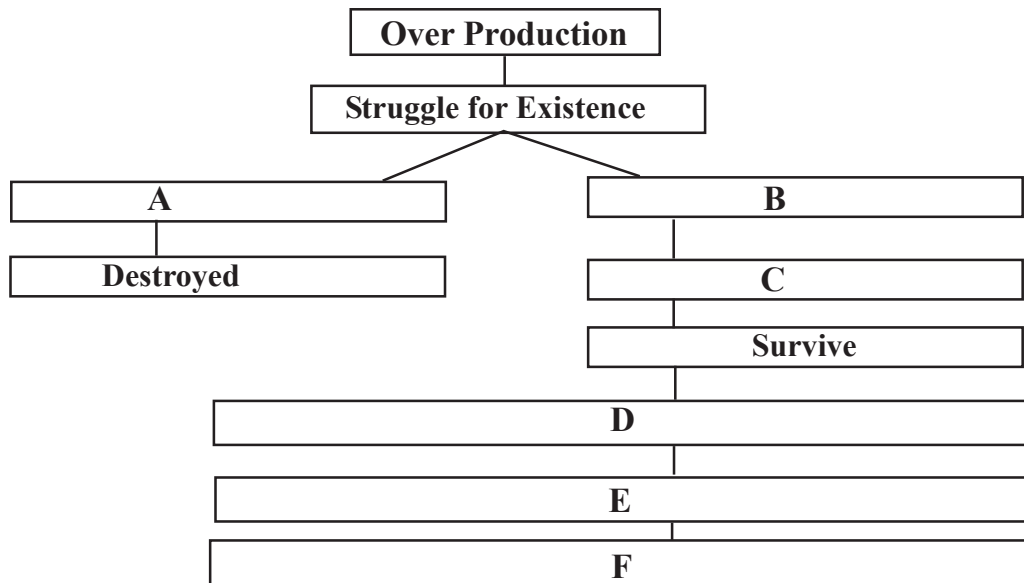 Over Production
Struggle for Existence
A
B
Destroyed
C
Survive
D
E
F